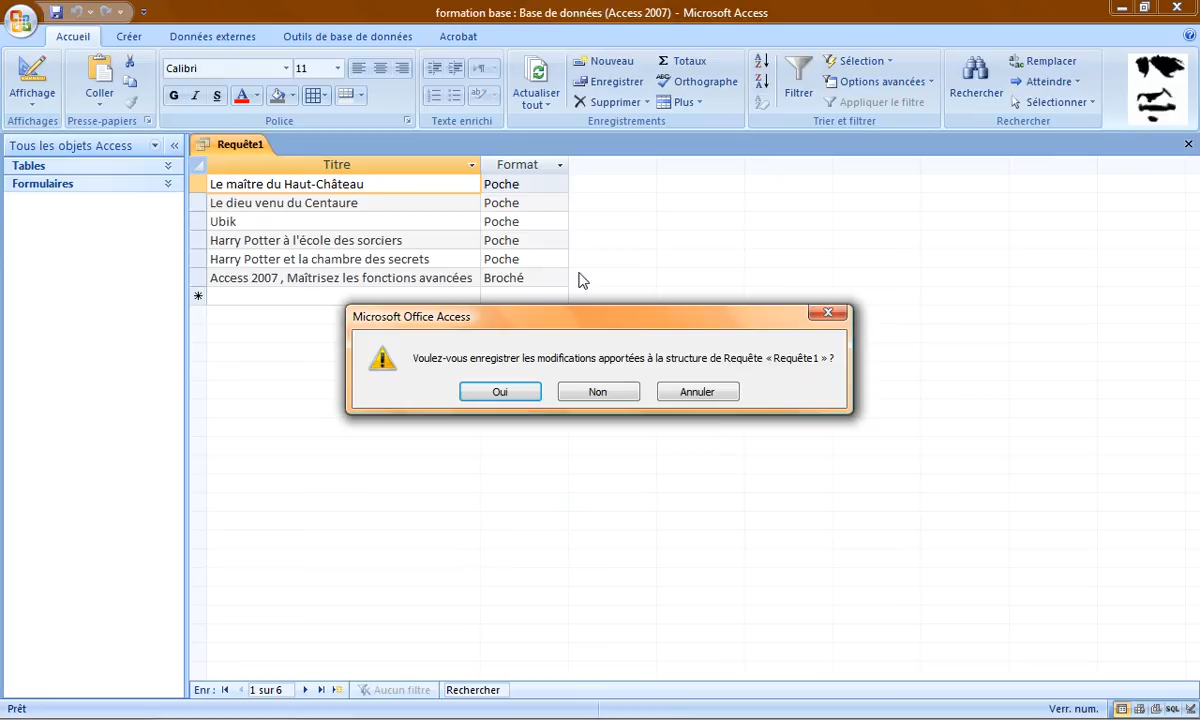 formation base : Base de données (Access 2007) - Microsoft Access
Accueil Créer Données externes Outils de base de données Acrobat
Affichage Coller Calibri 11 Actualiser tout Nouveau Totaux Filtrer Sélection Rechercher Remplacer
Enregistrer Orthographe Options avancées Atteindre
G I S A Supprimer Plus Appliquer le filtre Sélectionner
Affichages Presse-papiers Police Texte enrichi Enregistrements Trier et filtrer Rechercher
Tous les objets Access « Requête1
Tables
Formulaires
Titre Format
Le maître du Haut-Château Poche
Le dieu venu du Centaure Poche
Ubik Poche
Harry Potter à l'école des sorciers Poche
Harry Potter et la chambre des secrets Poche
Access 2007 , Maîtrisez les fonctions avancées Broché
Microsoft Office Access
Voulez-vous enregistrer les modifications apportées à la structure de Requête « Requête1 » ?
Oui Non Annuler
Enr : 1 sur 6 Aucun filtre Rechercher
Prêt Verr. num. SQL